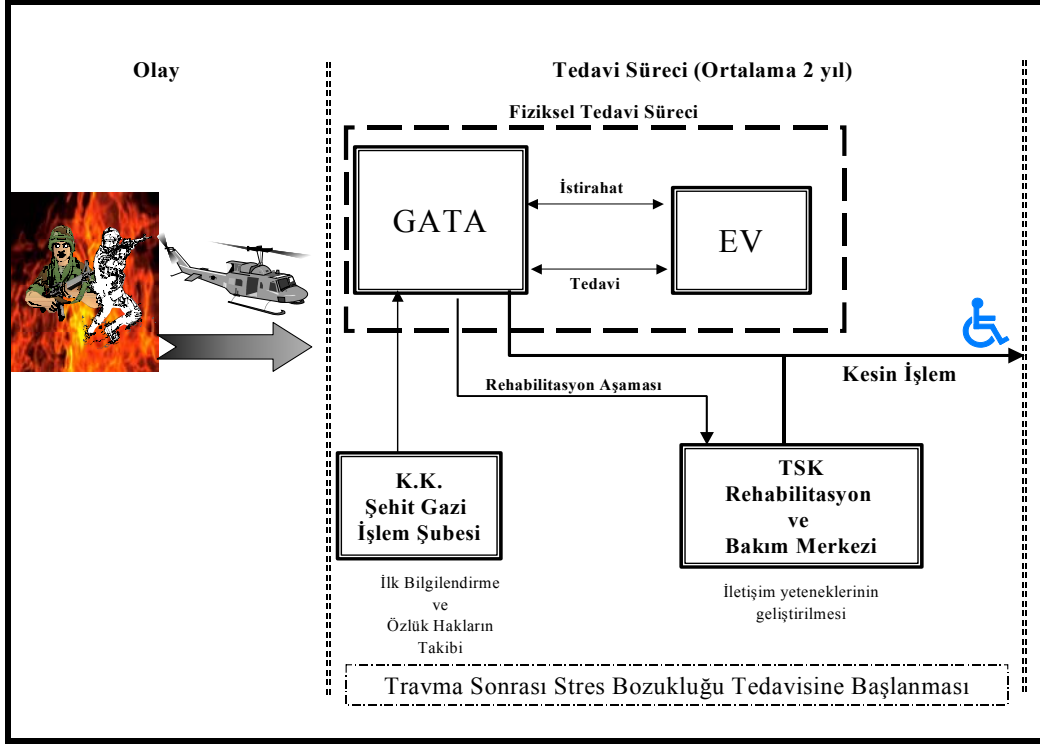 Olay
Tedavi Süreci (Ortalama 2 yıl)
Fiziksel Tedavi Süreci
GATA
İstirahat
EV
Tedavi
Kesin İşlem
Rehabilitasyon Aşaması
K.K.
Şehit Gazi
İşlem Şubesi
TSK
Rehabilitasyon
ve
Bakım Merkezi
İlk Bilgilendirme
ve
Özlük Hakların
Takibi
İletişim yeteneklerinin
geliştirilmesi
Travma Sonrası Stres Bozukluğu Tedavisine Başlanması